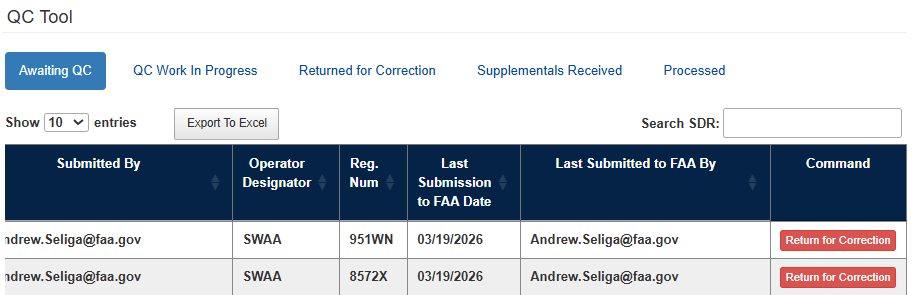 QC Tool
Awaiting QC QC Work In Progress Returned for Correction Supplementals Received Processed
Show 10 entries Export To Excel Search SDR:
Submitted By Operator Designator Reg. Num Last Submission to FAA Date Last Submitted to FAA By Command
ndrew.Seliga@faa.gov SWAA 951WN 03/19/2026 Andrew.Seliga@faa.gov Return for Correction
ndrew.Seliga@faa.gov SWAA 8572X 03/19/2026 Andrew.Seliga@faa.gov Return for Correction